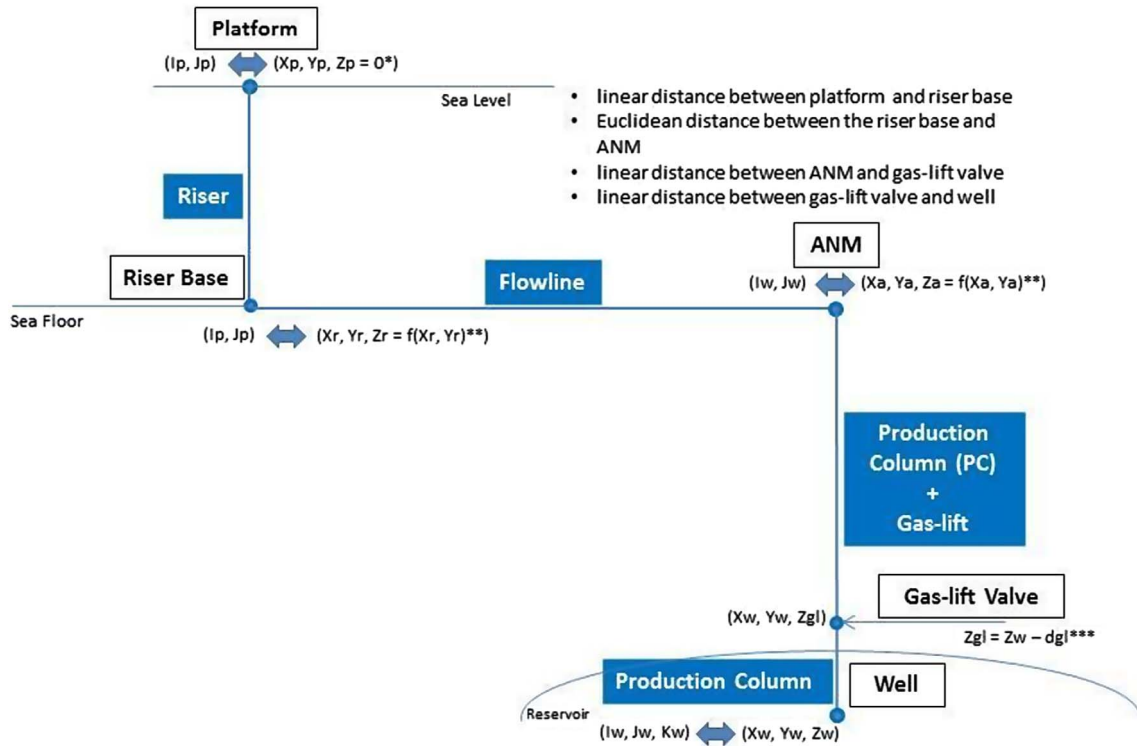 Platform
(Ip, Jp) (Xp, Yp, Zp = 0*)
Sea Level
• linear distance between platform and riser base
• Euclidean distance between the riser base and
ANM
• linear distance between ANM and gas-lift valve
• linear distance between gas-lift valve and well
Riser
ANM
Riser Base
Flowline
(Iw, Jw) (Xa, Ya, Za = f(Xa, Ya)**)
Sea Floor
(Ip, Jp) (Xr, Yr, Zr = f(Xr, Yr)**)
Production
Column (PC)
+
Gas-lift
Gas-lift Valve
(Xw, Yw, Zgl)
Zgl = Zw – dgl***
Production Column
Well
Reservoir
(Iw, Jw, Kw) (Xw, Yw, Zw)